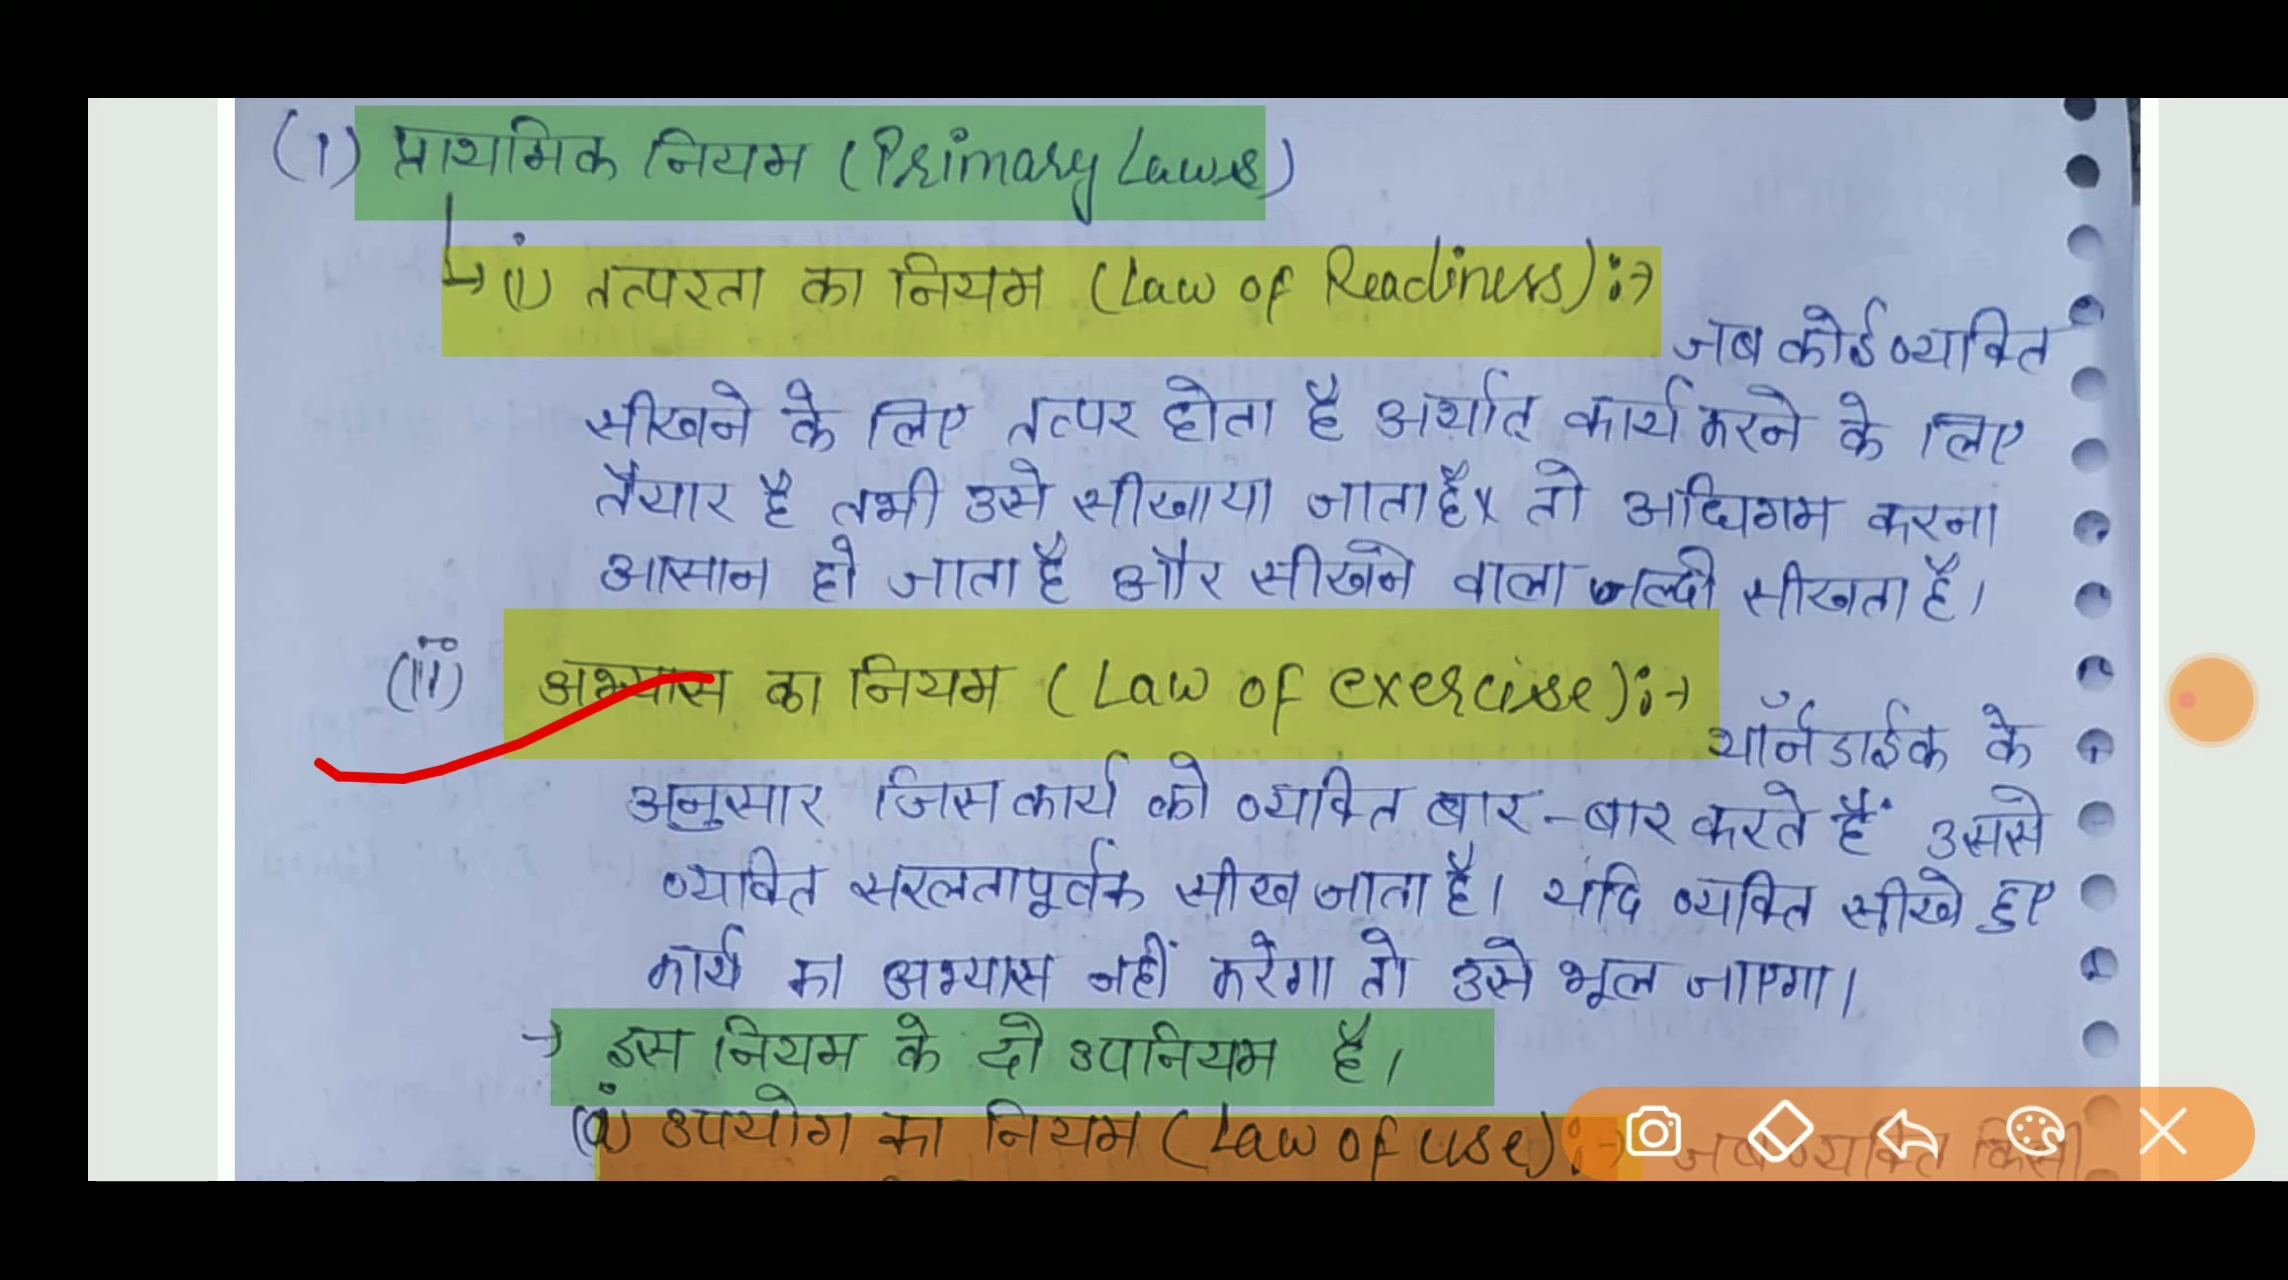 (1) प्राथमिक नियम (Primary Laws)
→ (i) तत्परता का नियम (Law of Readiness) :→
जब कोई व्यक्ति
सीखने के लिए तत्पर होता है अर्थात् कार्य करने के लिए
तैयार है तभी उसे सीखाया जाता है, तो अधिगम करना
आसान हो जाता है और सीखने वाला जल्दी सीखता है।
(ii) अभ्यास का नियम (Law of exercise) :→
थॉर्नडाईक के
अनुसार जिस कार्य को व्यक्ति बार-बार करते हैं उससे
व्यक्ति सरलतापूर्वक सीख जाता है। यदि व्यक्ति सीखे हुए
कार्य का अभ्यास नहीं करेगा तो उसे भूल जाएगा।
→ इस नियम के दो उपनियम है।
(a) उपयोग का नियम (Law of use) :→ जब व्यक्ति किसी